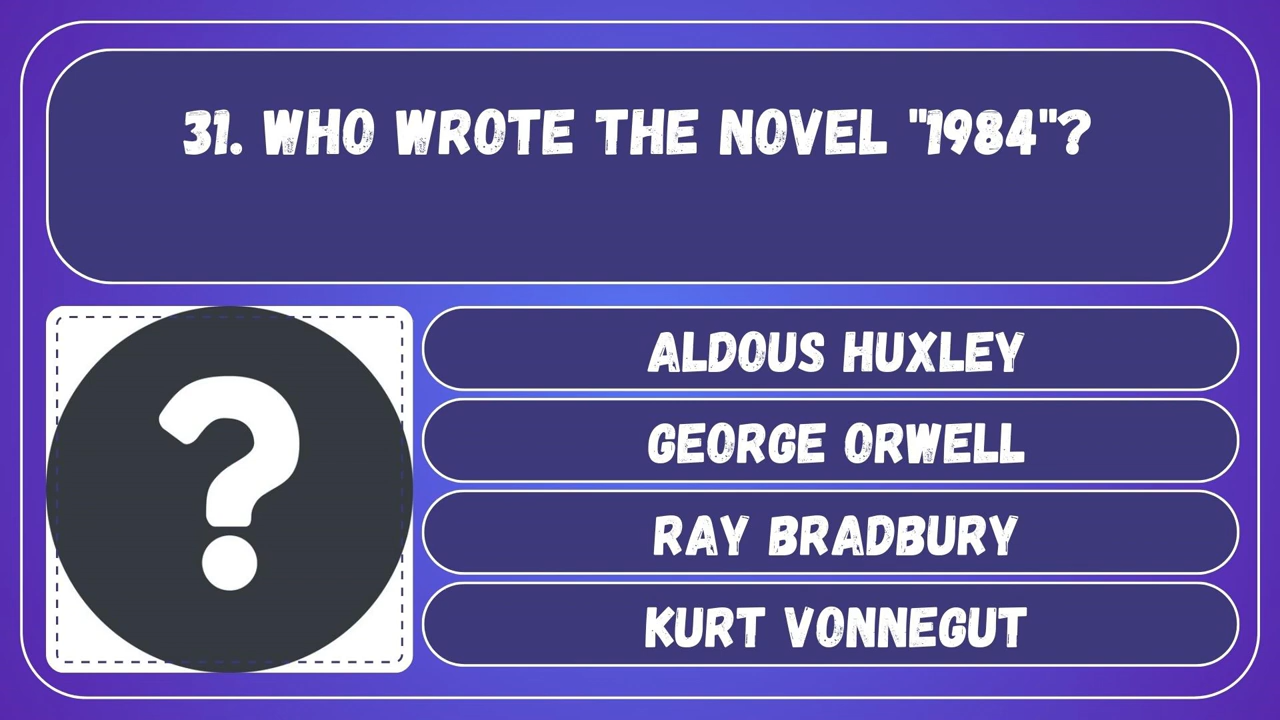 31. WHO WROTE THE NOVEL "1984"?
ALDOUS HUXLEY
GEORGE ORWELL
RAY BRADBURY
KURT VONNEGUT
?